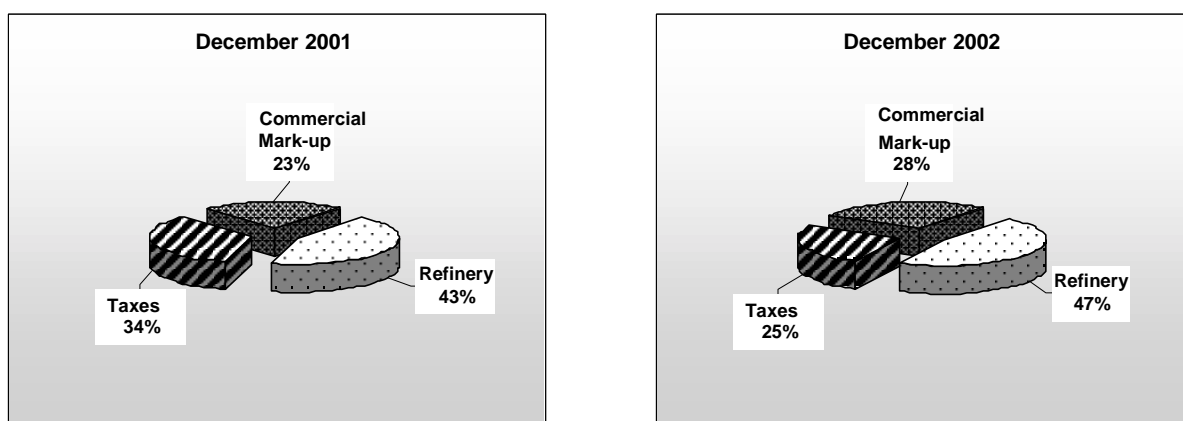 December 2001
Commercial
Mark-up
23%
Refinery
43%
Taxes
34%
December 2002
Commercial
Mark-up
28%
Refinery
47%
Taxes
25%